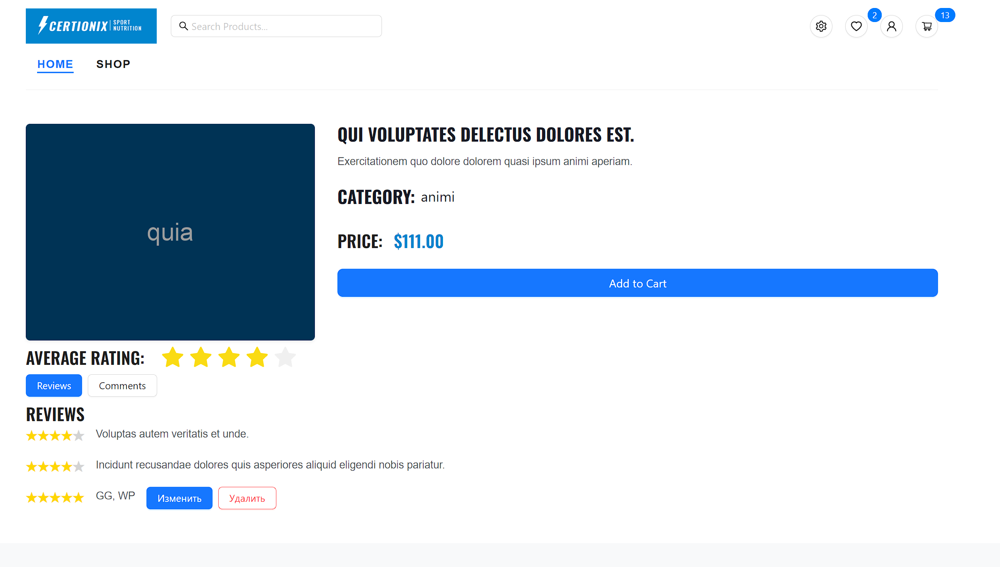 CERTIONIX SPORT NUTRITION
Search Products...
2
13
HOME SHOP
quia
QUI VOLUPTATES DELECTUS DOLORES EST.
Exercitationem quo dolore dolorem quasi ipsum animi aperiam.
CATEGORY: animi
PRICE: $111.00
Add to Cart
AVERAGE RATING:
Reviews Comments
REVIEWS
Voluptas autem veritatis et unde.
Incidunt recusandae dolores quis asperiores aliquid eligendi nobis pariatur.
GG, WP Изменить Удалить